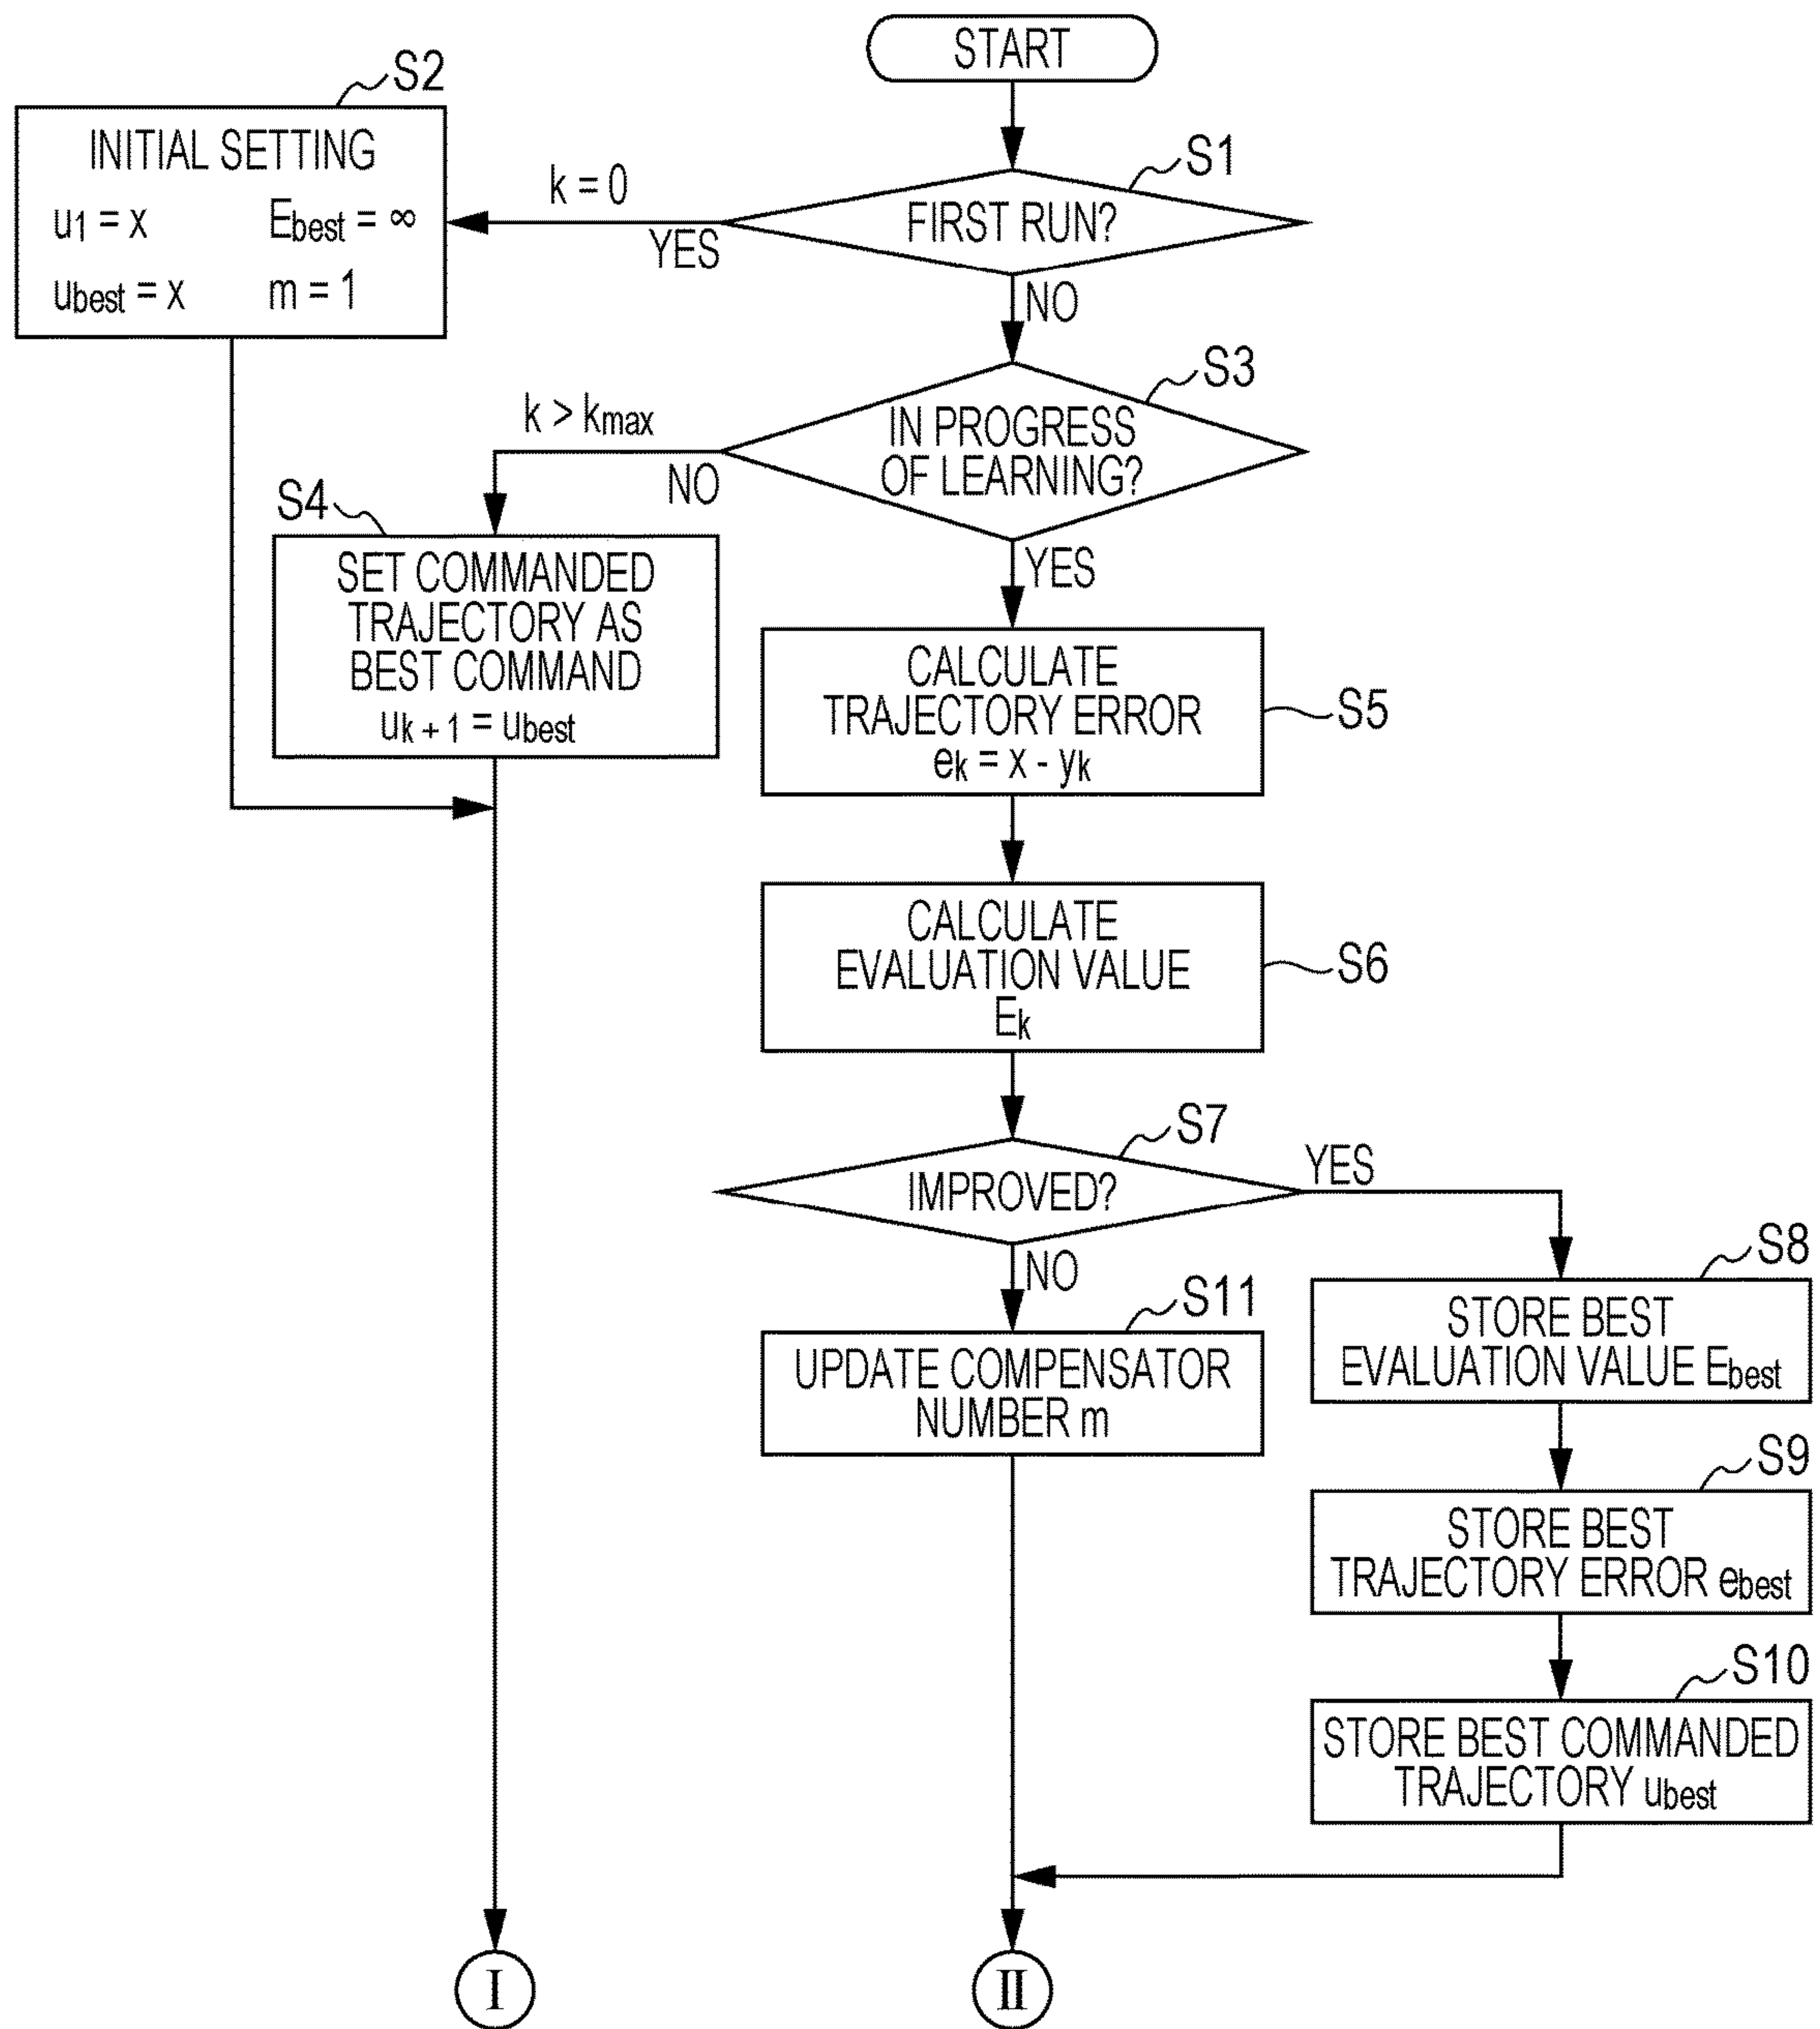 START
S2
INITIAL SETTING
u1 = x Ebest = ∞
ubest = x m = 1
S1
k = 0
FIRST RUN?
YES
NO
S3
k > kmax
IN PROGRESS
OF LEARNING?
NO
YES
S4
SET COMMANDED
TRAJECTORY AS
BEST COMMAND
uk + 1 = ubest
CALCULATE
TRAJECTORY ERROR
ek = x - yk
S5
CALCULATE
EVALUATION VALUE
Ek
S6
S7
IMPROVED?
YES
NO
S11
UPDATE COMPENSATOR
NUMBER m
S8
STORE BEST
EVALUATION VALUE Ebest
S9
STORE BEST
TRAJECTORY ERROR ebest
S10
STORE BEST COMMANDED
TRAJECTORY ubest
I
II